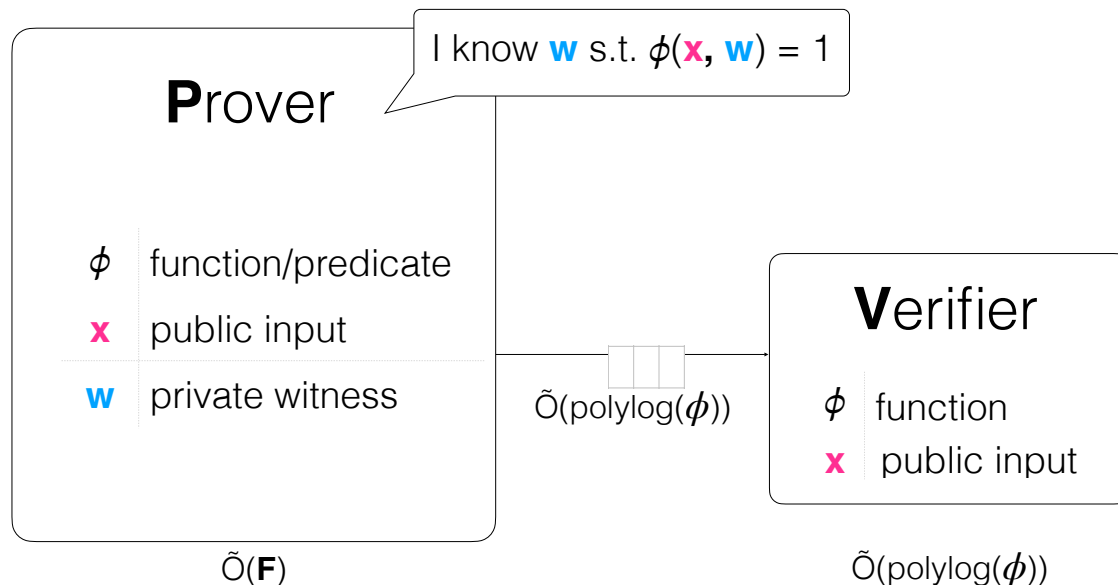 I know w s.t. ϕ(x, w) = 1
Prover
ϕ function/predicate
x public input
w private witness
Õ(F)
Õ(polylog(ϕ))
Verifier
ϕ function
x public input
Õ(polylog(ϕ))